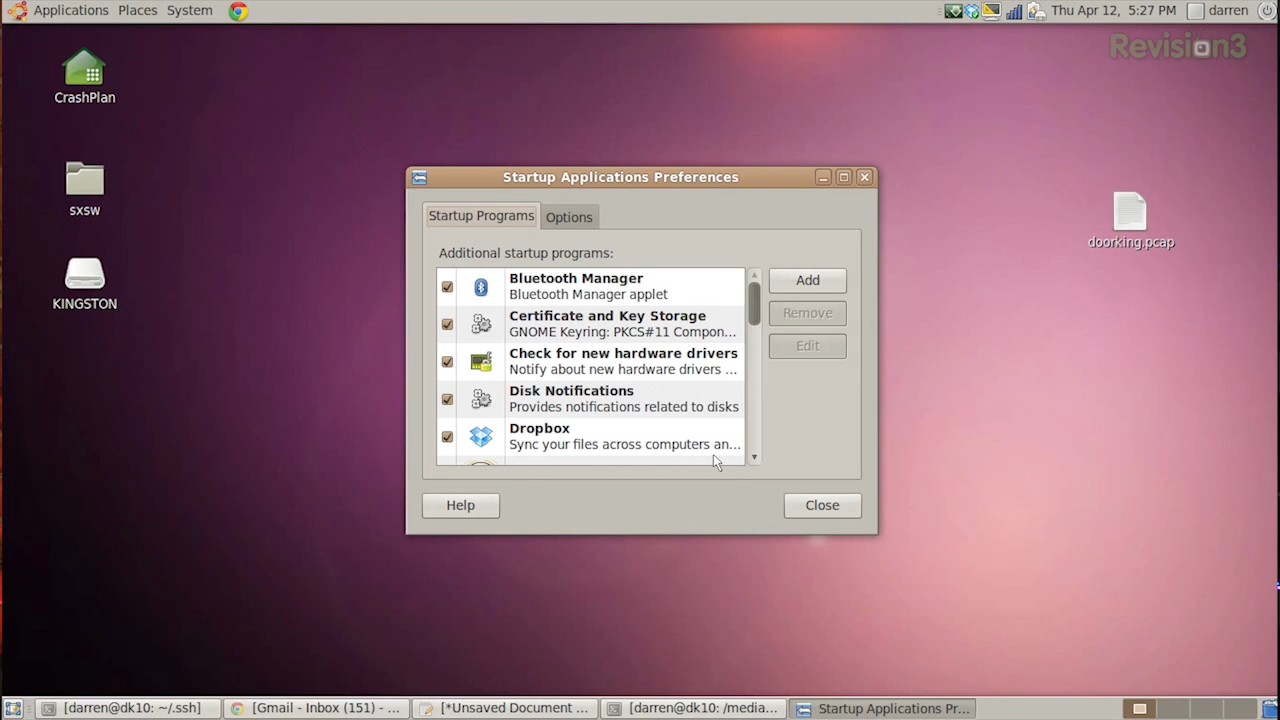 Applications Places System
Thu Apr 12, 5:27 PM darren
Revision3
CrashPlan
sxsw
KINGSTON
doorking.pcap
Startup Applications Preferences
Startup Programs Options
Additional startup programs:
Bluetooth Manager
Bluetooth Manager applet
Certificate and Key Storage
GNOME Keyring: PKCS#11 Compon...
Check for new hardware drivers
Notify about new hardware drivers ...
Disk Notifications
Provides notifications related to disks
Dropbox
Sync your files across computers an...
Add
Remove
Edit
Help
Close
[darren@dk10: ~/.ssh]
[Gmail - Inbox (151) - ...
[*Unsaved Document ...
[darren@dk10: /media...
Startup Applications Pr...